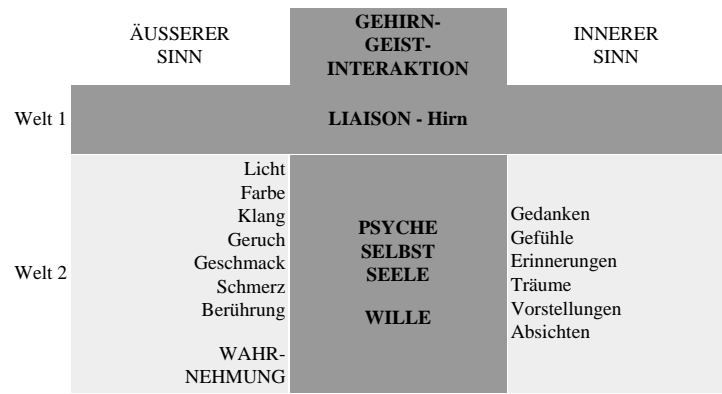 ÄUSSERER
SINN
GEHIRN-
GEIST-
INTERAKTION
INNERER
SINN
Welt 1
LIAISON - Hirn
Welt 2
Licht
Farbe
Klang
Geruch
Geschmack
Schmerz
Berührung
WAHR-
NEHMUNG
PSYCHE
SELBST
SEELE
WILLE
Gedanken
Gefühle
Erinnerungen
Träume
Vorstellungen
Absichten